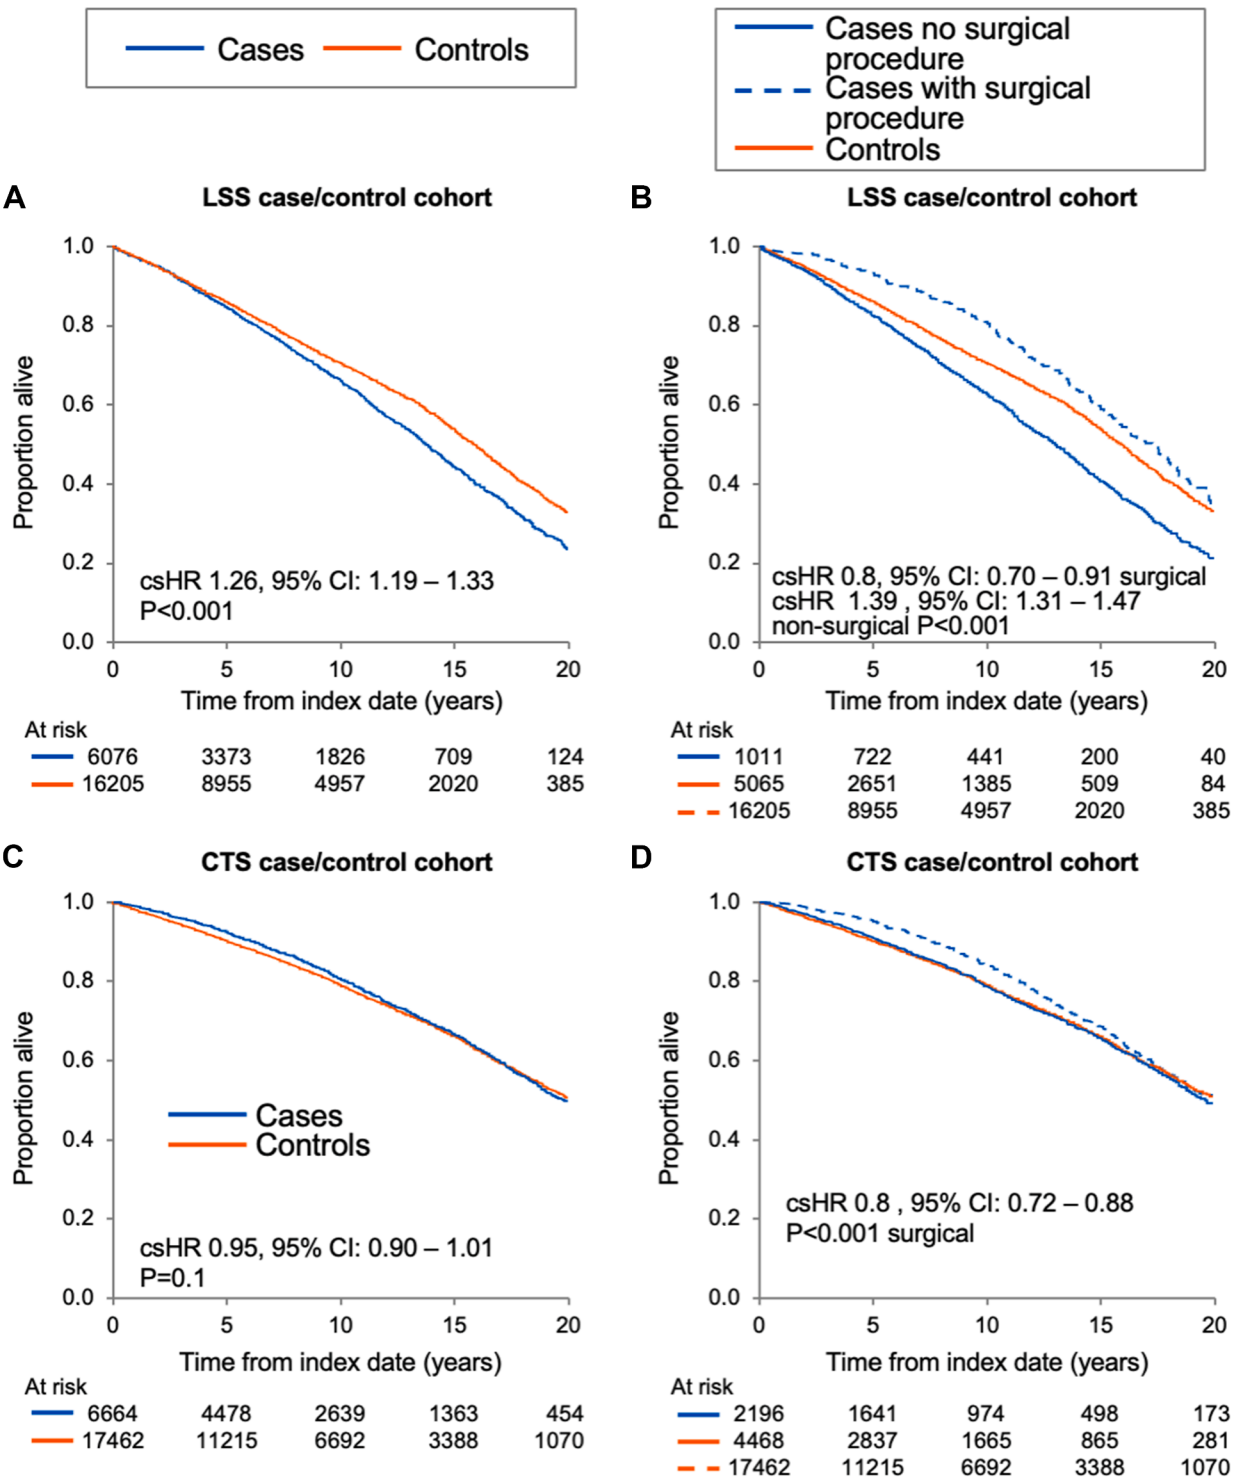 Cases Controls
Cases no surgical
procedure
Cases with surgical
procedure
Controls
A LSS case/control cohort
1.0
0.8
0.6
0.4
0.2
0.0
Proportion alive
csHR 1.26, 95% CI: 1.19 – 1.33
P<0.001
0 5 10 15 20
Time from index date (years)
At risk
6076 3373 1826 709 124
16205 8955 4957 2020 385
B LSS case/control cohort
1.0
0.8
0.6
0.4
0.2
0.0
Proportion alive
csHR 0.8, 95% CI: 0.70 – 0.91 surgical
csHR 1.39 , 95% CI: 1.31 – 1.47
non-surgical P<0.001
0 5 10 15 20
Time from index date (years)
At risk
1011 722 441 200 40
5065 2651 1385 509 84
16205 8955 4957 2020 385
C CTS case/control cohort
1.0
0.8
0.6
0.4
0.2
0.0
Proportion alive
Cases
Controls
csHR 0.95, 95% CI: 0.90 – 1.01
P=0.1
0 5 10 15 20
Time from index date (years)
At risk
6664 4478 2639 1363 454
17462 11215 6692 3388 1070
D CTS case/control cohort
1.0
0.8
0.6
0.4
0.2
0.0
Proportion alive
csHR 0.8 , 95% CI: 0.72 – 0.88
P<0.001 surgical
0 5 10 15 20
Time from index date (years)
At risk
2196 1641 974 498 173
4468 2837 1665 865 281
17462 11215 6692 3388 1070